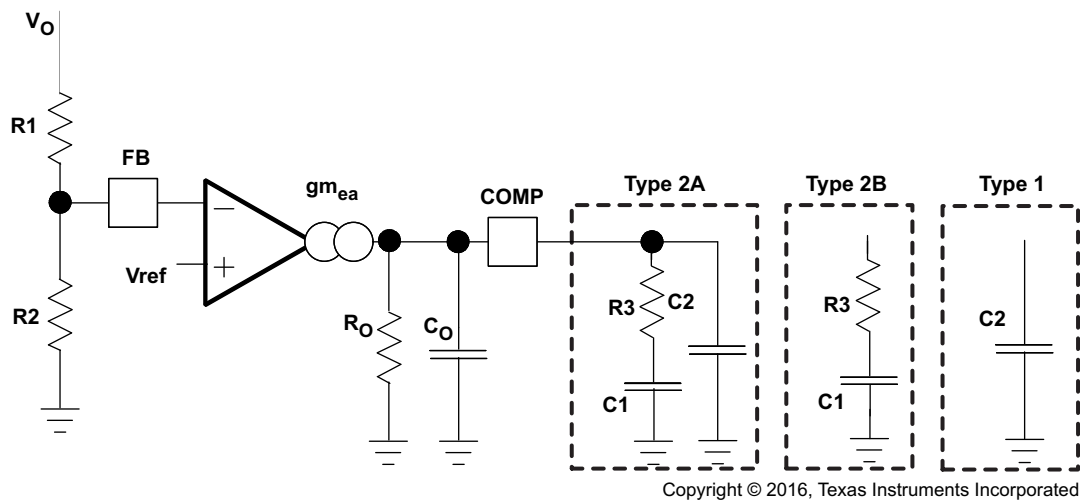 VO
R1
FB
gmea
COMP
Type 2A
Type 2B
Type 1
Vref
R2
RO
CO
R3
C2
C1
R3
C1
C2
Copyright © 2016, Texas Instruments Incorporated